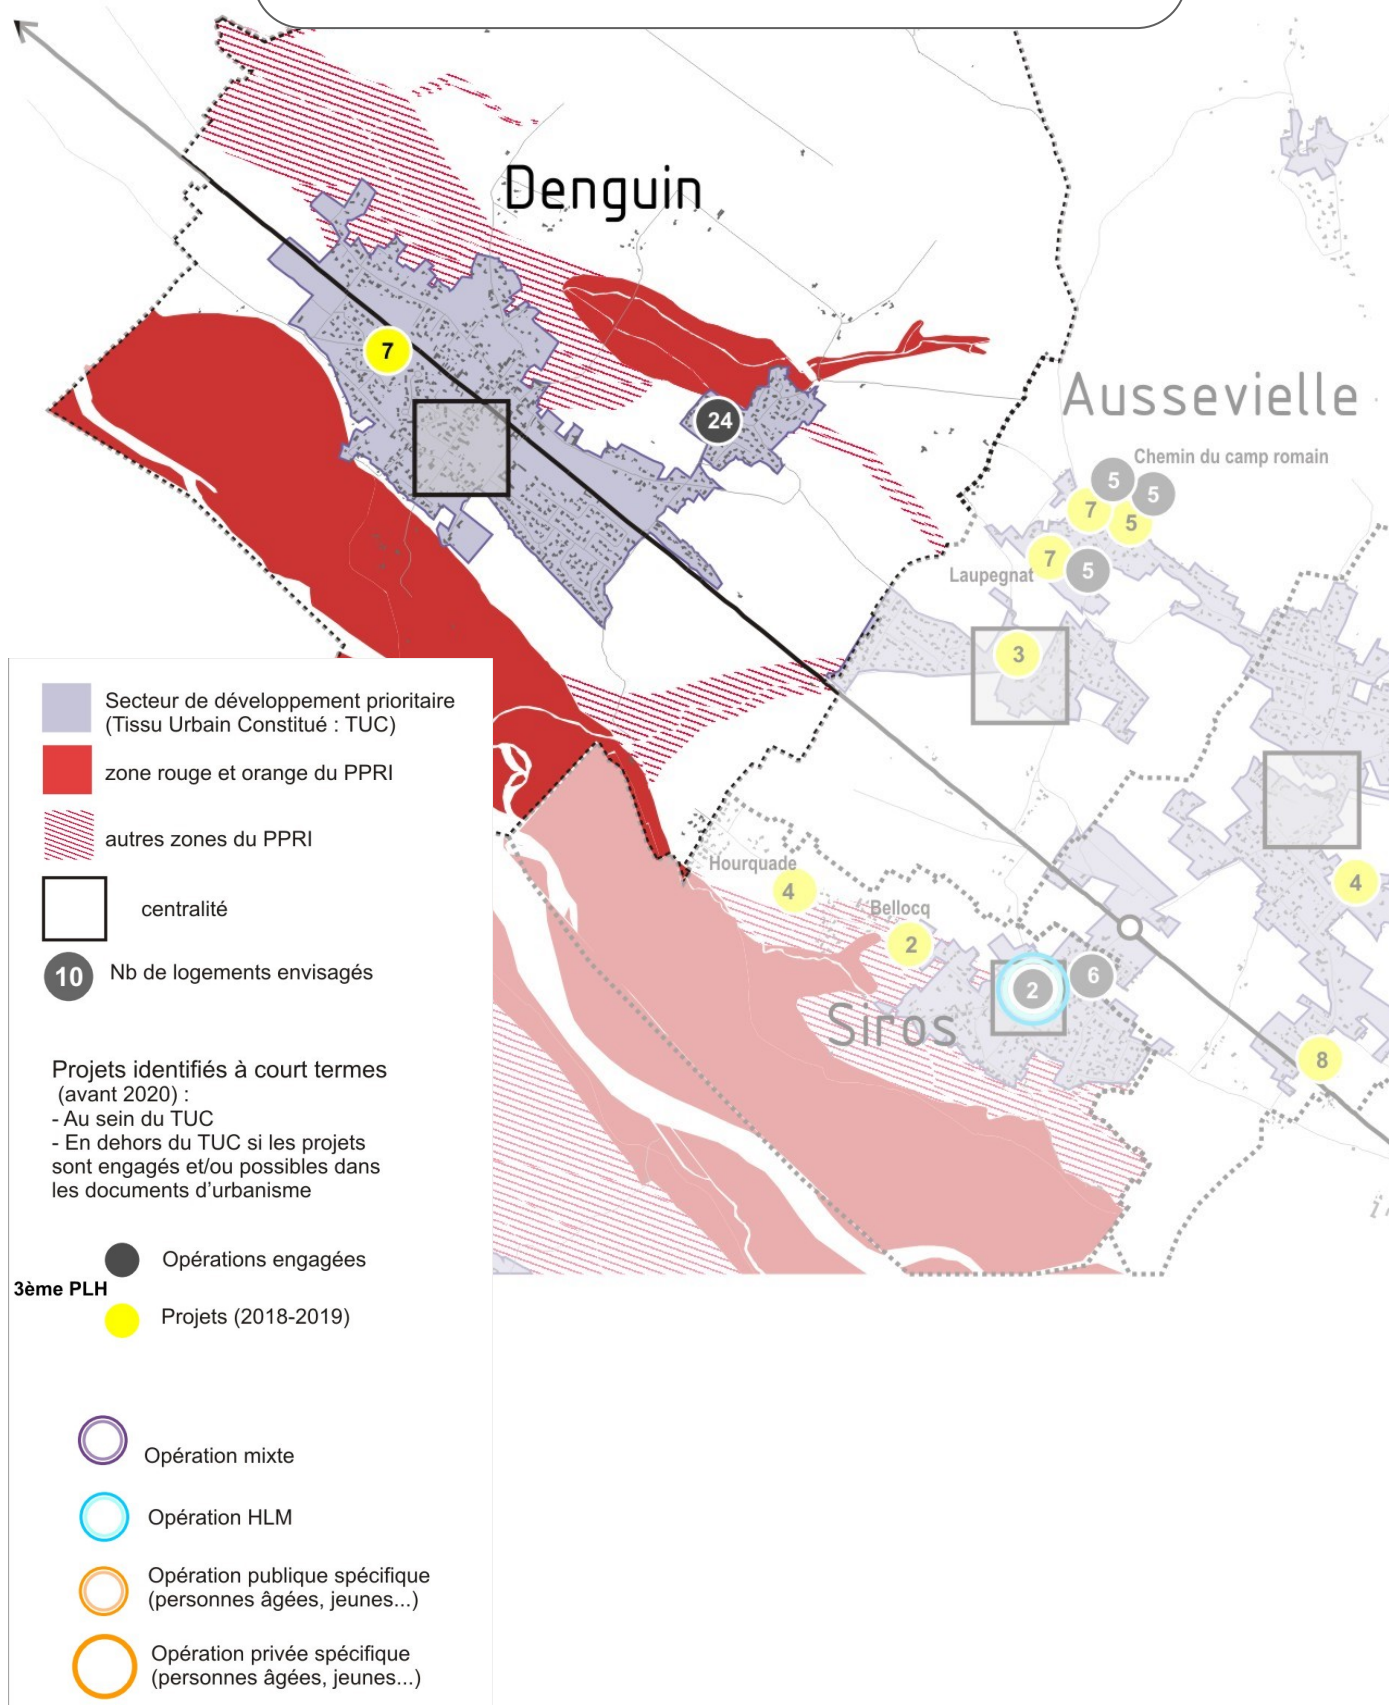 Denguin
7
24
Aussevielle
Chemin du camp romain
5
5
7
5
7
5
Laupegnat
3
4
Hourquade
4
Bellocq
2
2
6
Siros
8
Secteur de développement prioritaire
(Tissu Urbain Constitué : TUC)
zone rouge et orange du PPRI
autres zones du PPRI
centralité
10 Nb de logements envisagés
Projets identifiés à court termes
(avant 2020) :
- Au sein du TUC
- En dehors du TUC si les projets
sont engagés et/ou possibles dans
les documents d'urbanisme
Opérations engagées
3ème PLH
Projets (2018-2019)
Opération mixte
Opération HLM
Opération publique spécifique
(personnes âgées, jeunes...)
Opération privée spécifique
(personnes âgées, jeunes...)